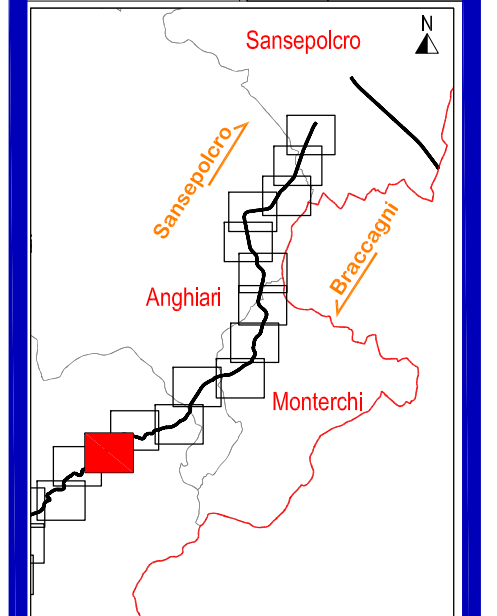 N
Sansepolcro
Sansepolcro
Braccagni
Anghiari
Monterchi